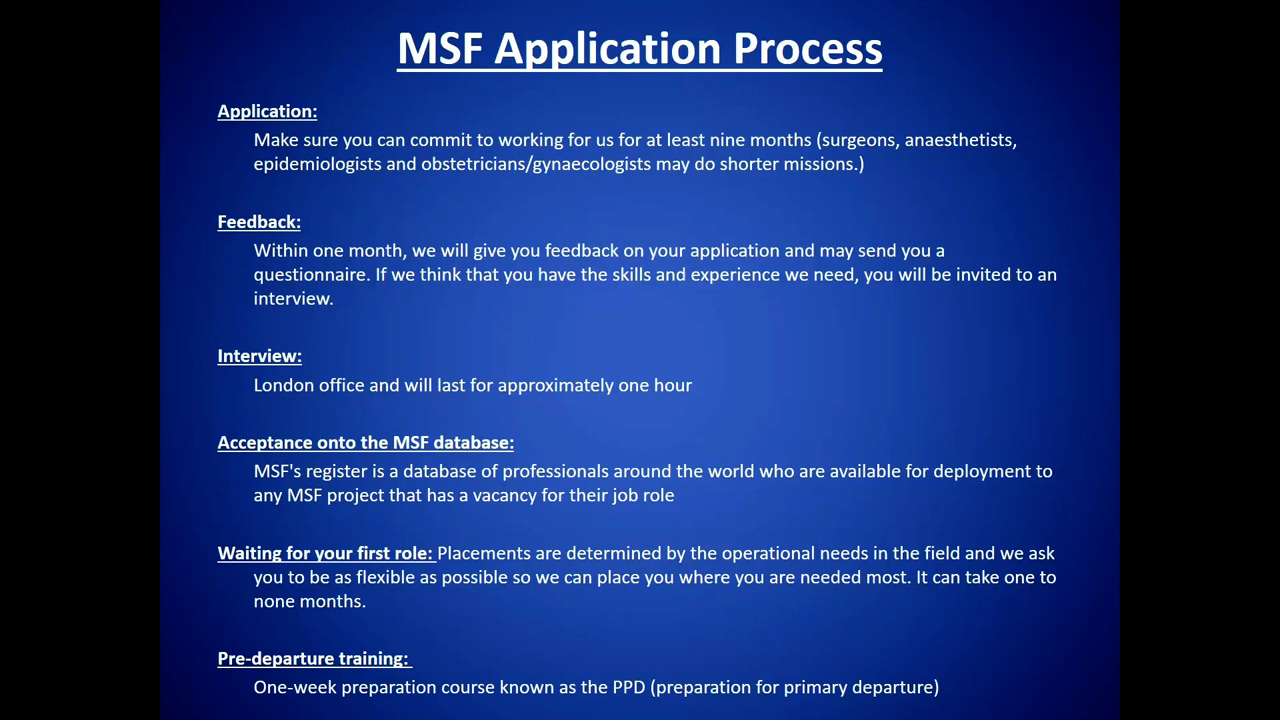 MSF Application Process
Application:
Make sure you can commit to working for us for at least nine months (surgeons, anaesthetists,
epidemiologists and obstetricians/gynaecologists may do shorter missions.)
Feedback:
Within one month, we will give you feedback on your application and may send you a
questionnaire. If we think that you have the skills and experience we need, you will be invited to an
interview.
Interview:
London office and will last for approximately one hour
Acceptance onto the MSF database:
MSF's register is a database of professionals around the world who are available for deployment to
any MSF project that has a vacancy for their job role
Waiting for your first role: Placements are determined by the operational needs in the field and we ask
you to be as flexible as possible so we can place you where you are needed most. It can take one to
none months.
Pre-departure training:
One-week preparation course known as the PPD (preparation for primary departure)